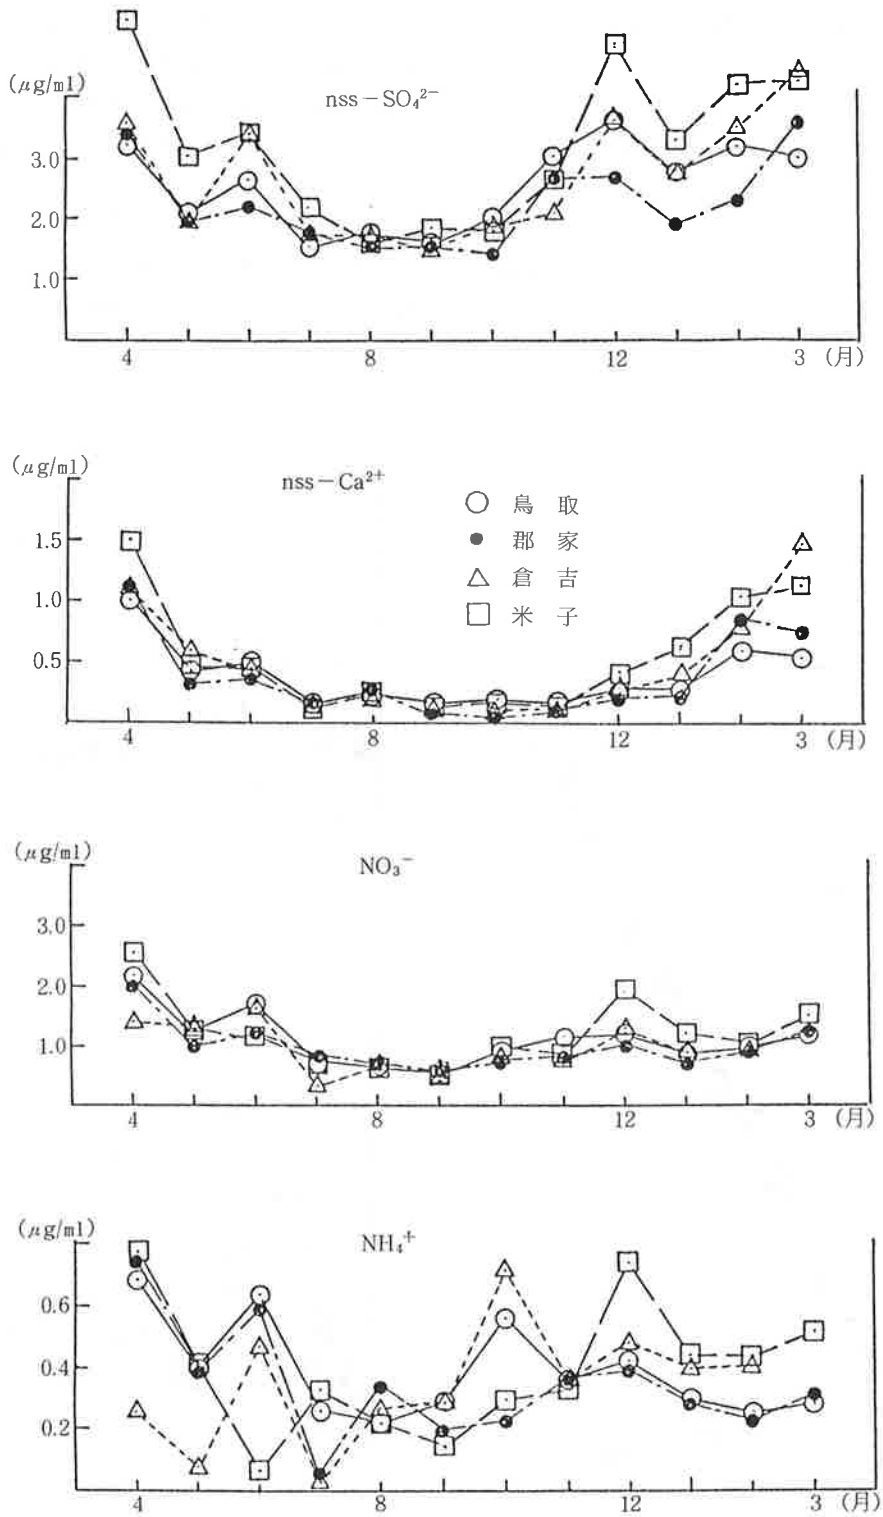 (μg/ml)
nss－SO₄²⁻
3.0
2.0
1.0
4 8 12 3 (月)
(μg/ml)
nss－Ca²⁺
1.5
1.0
0.5
○ 鳥 取
● 郡 家
△ 倉 吉
□ 米 子
4 8 12 3 (月)
(μg/ml)
NO₃⁻
3.0
2.0
1.0
4 8 12 3 (月)
(μg/ml)
NH₄⁺
0.6
0.4
0.2
4 8 12 3 (月)